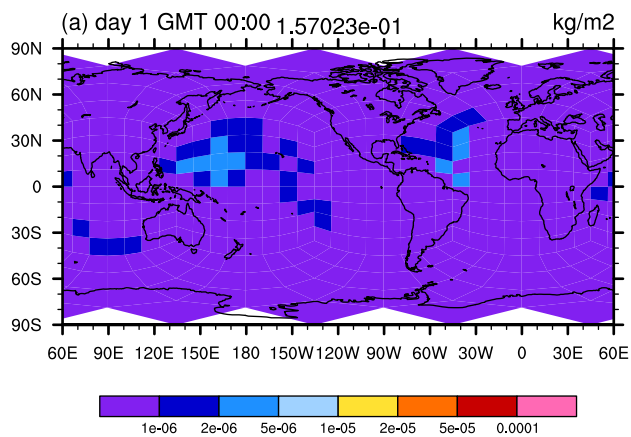 (a) day 1 GMT 00:00 1.57023e-01 kg/m2
90N
60N
30N
0
30S
60S
90S
60E 90E 120E 150E 180 150W 120W 90W 60W 30W 0 30E 60E
1e-06 2e-06 5e-06 1e-05 2e-05 5e-05 0.0001